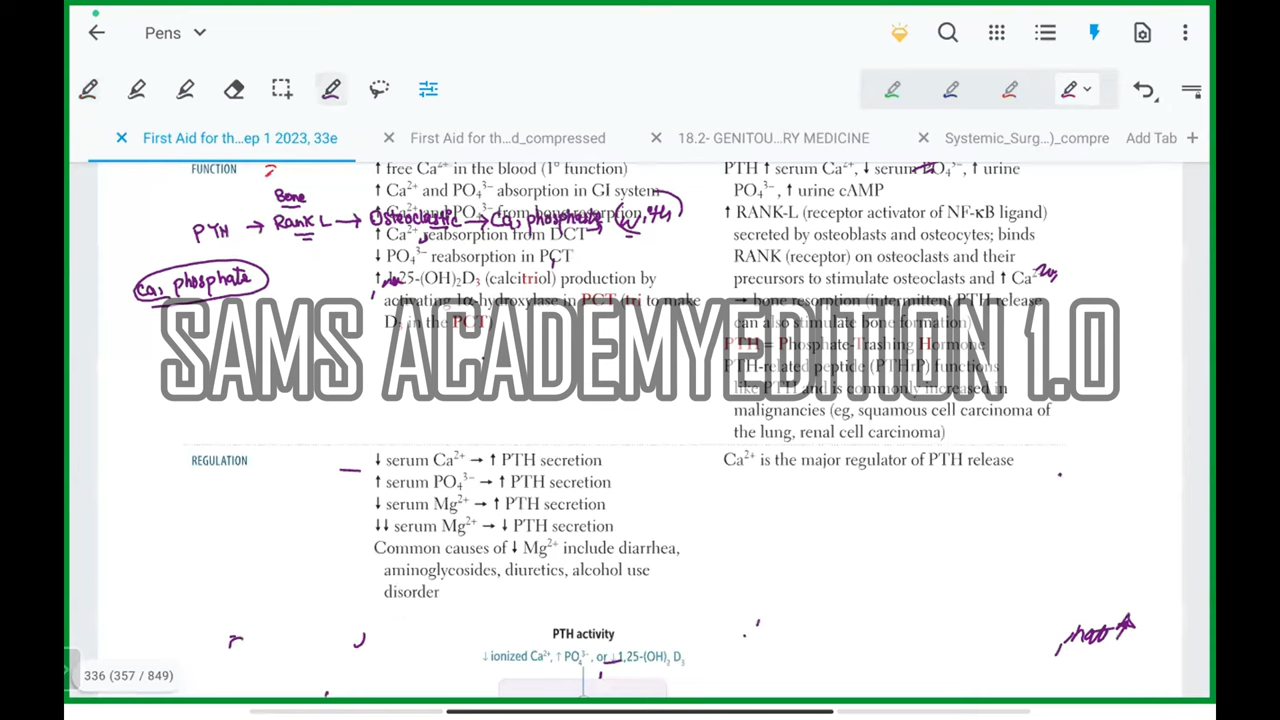 Pens
First Aid for th...ep 1 2023, 33e
First Aid for th...d_compressed
18.2- GENITOU...RY MEDICINE
Systemic_Surg...)_compre
Add Tab
FUNCTION
↑ free Ca²⁺ in the blood (1° function)
↑ Ca²⁺ and PO₄³⁻ absorption in GI system
↑ Ca²⁺ and PO₄³⁻ from bone resorption
↑ Ca²⁺ reabsorption from DCT
↓ PO₄³⁻ reabsorption in PCT
↑ 1,25-(OH)₂D₃ (calcitriol) production by
activating 1α-hydroxylase in PCT (tri to make
D₃ in the PCT)
PTH ↑ serum Ca²⁺, ↓ serum PO₄³⁻, ↑ urine
PO₄³⁻, ↑ urine cAMP
↑ RANK-L (receptor activator of NF-κB ligand)
secreted by osteoblasts and osteocytes; binds
RANK (receptor) on osteoclasts and their
precursors to stimulate osteoclasts and ↑ Ca²⁺
→ bone resorption (intermittent PTH release
can also stimulate bone formation)
PTH = Phosphate-Trashing Hormone
PTH-related peptide (PTHrP) functions
like PTH and is commonly increased in
malignancies (eg, squamous cell carcinoma of
the lung, renal cell carcinoma)
Bone
PTH → Rank L → Osteoclastic → Ca, phosphate
Ca, phosphate
SAMS ACADEMYEDITION 1.0
REGULATION
↓ serum Ca²⁺ → ↑ PTH secretion
↑ serum PO₄³⁻ → ↑ PTH secretion
↓ serum Mg²⁺ → ↑ PTH secretion
↓↓ serum Mg²⁺ → ↓ PTH secretion
Common causes of ↓ Mg²⁺ include diarrhea,
aminoglycosides, diuretics, alcohol use
disorder
Ca²⁺ is the major regulator of PTH release
PTH activity
↓ ionized Ca²⁺, ↑ PO₄³⁻, or ↓ 1,25-(OH)₂ D₃
336 (357 / 849)